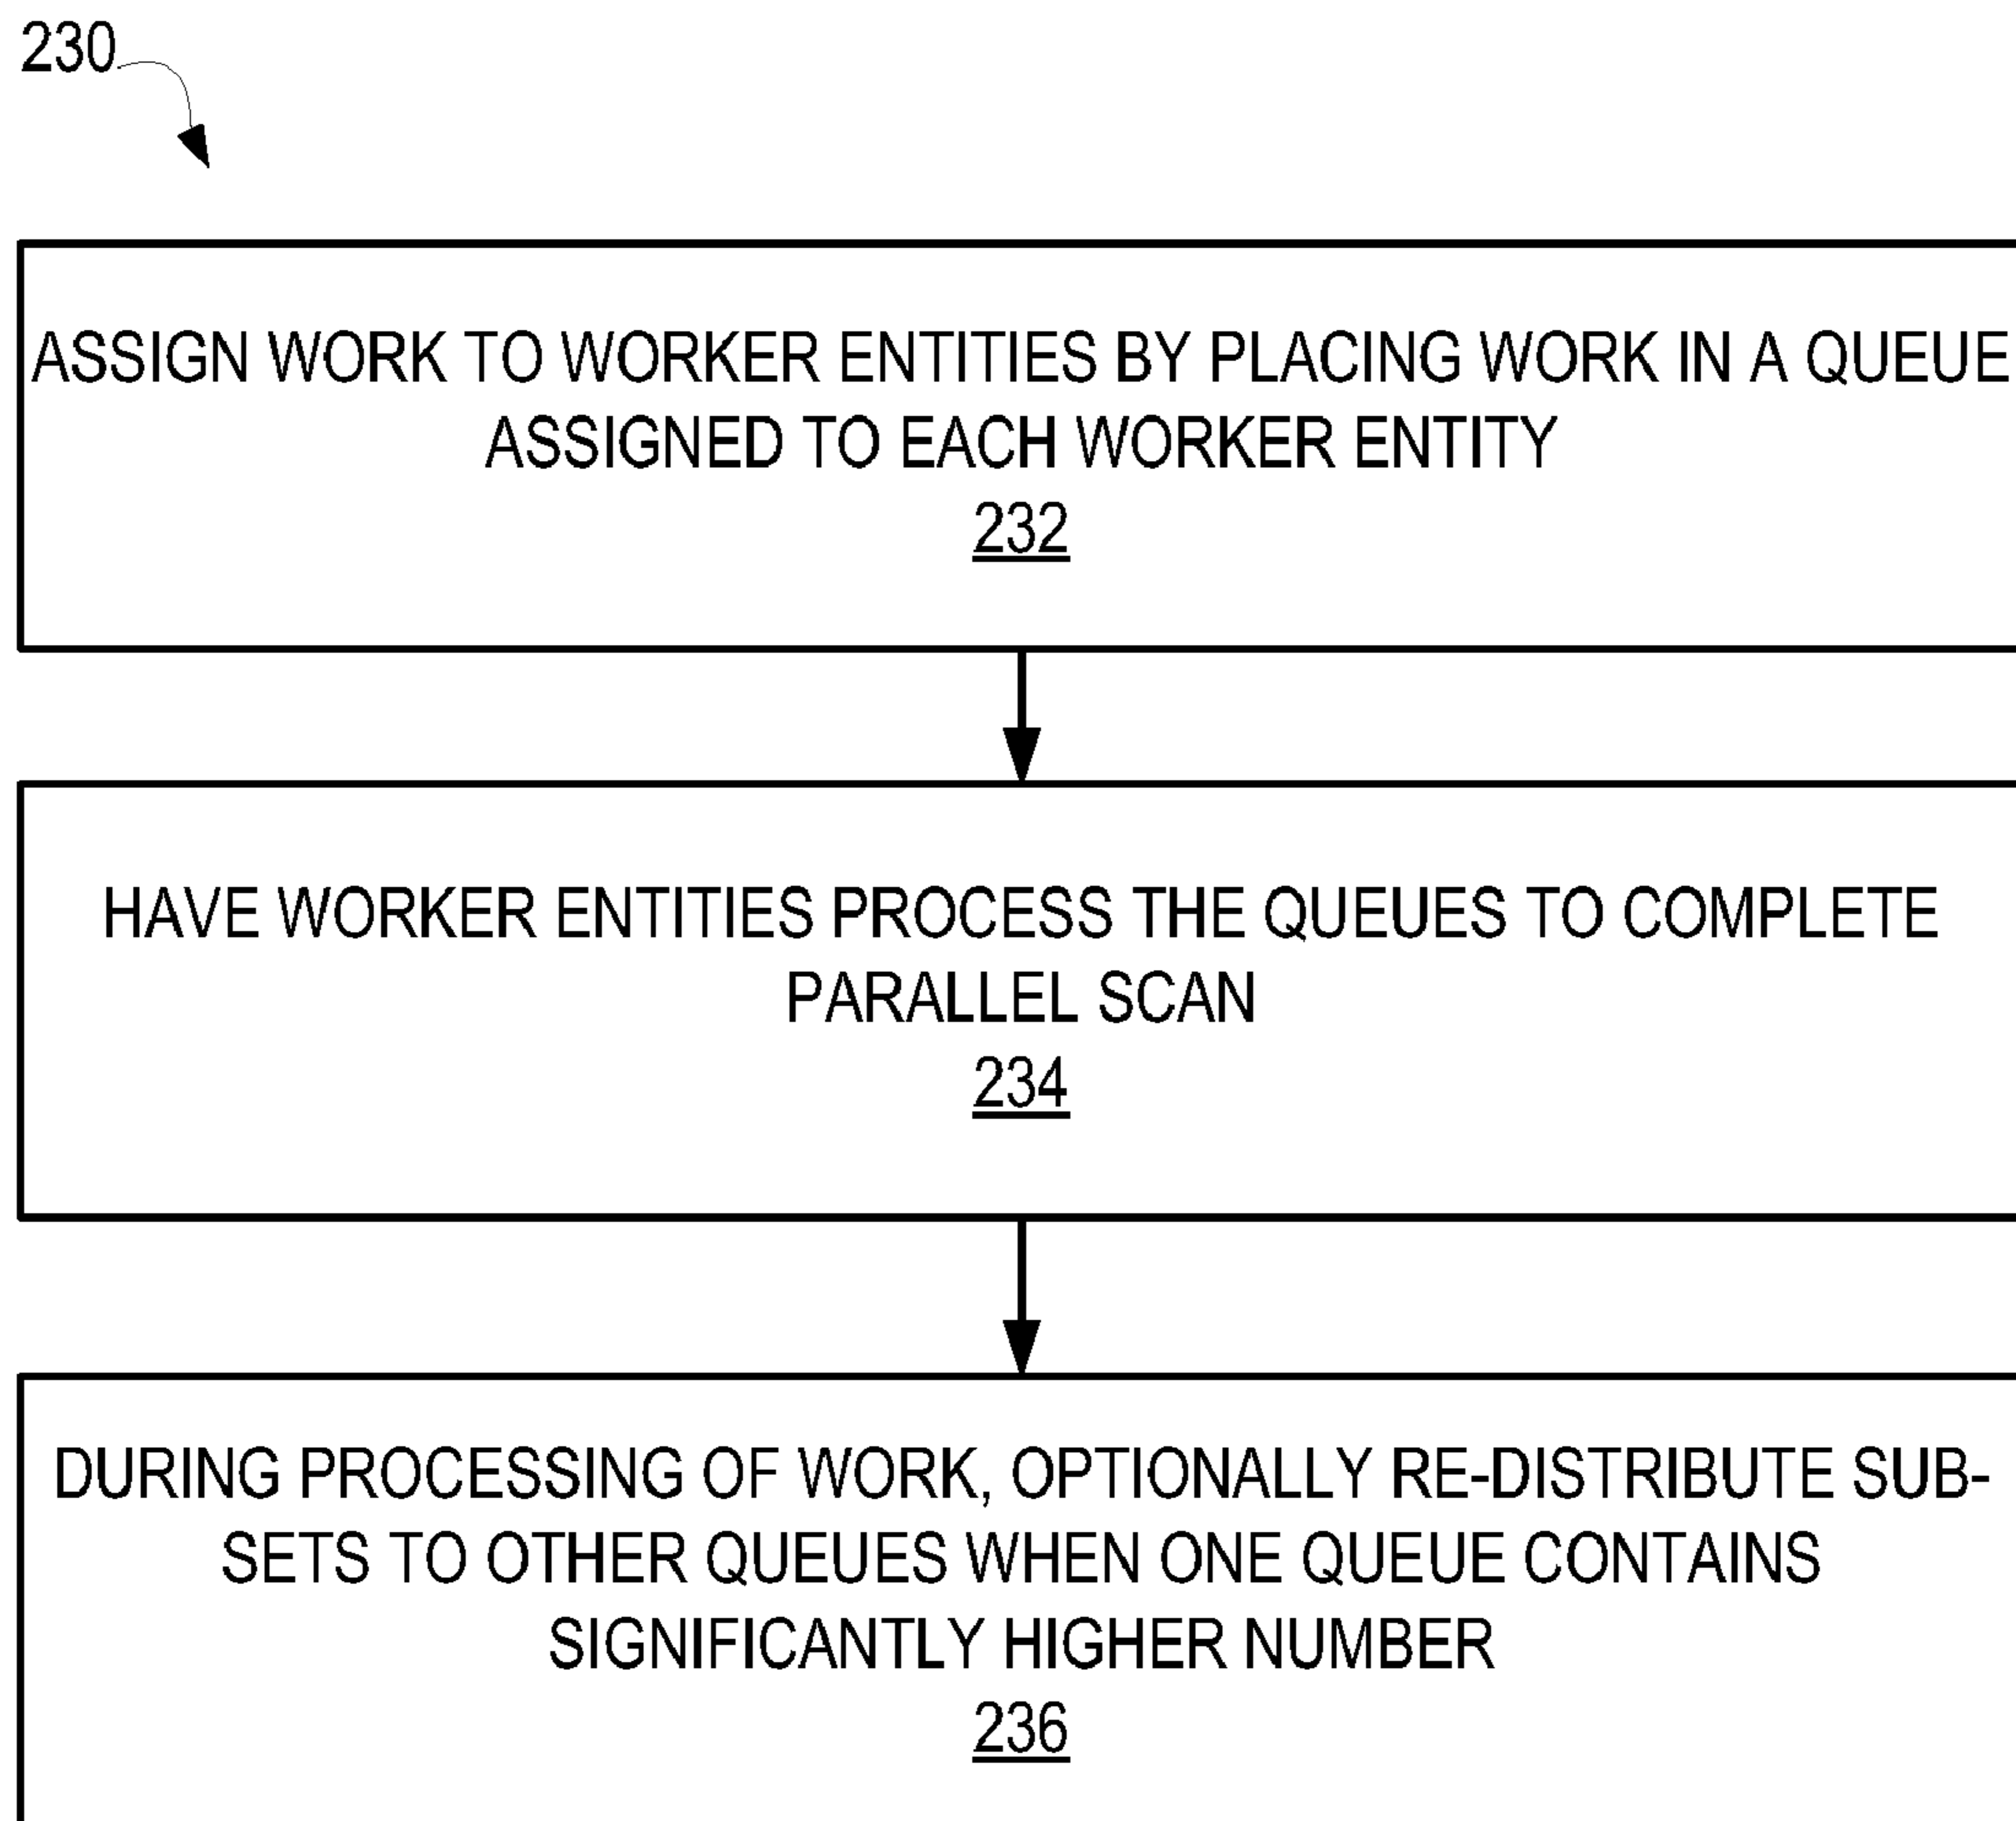 230
ASSIGN WORK TO WORKER ENTITIES BY PLACING WORK IN A QUEUE
ASSIGNED TO EACH WORKER ENTITY
232
HAVE WORKER ENTITIES PROCESS THE QUEUES TO COMPLETE
PARALLEL SCAN
234
DURING PROCESSING OF WORK, OPTIONALLY RE-DISTRIBUTE SUB-
SETS TO OTHER QUEUES WHEN ONE QUEUE CONTAINS
SIGNIFICANTLY HIGHER NUMBER
236